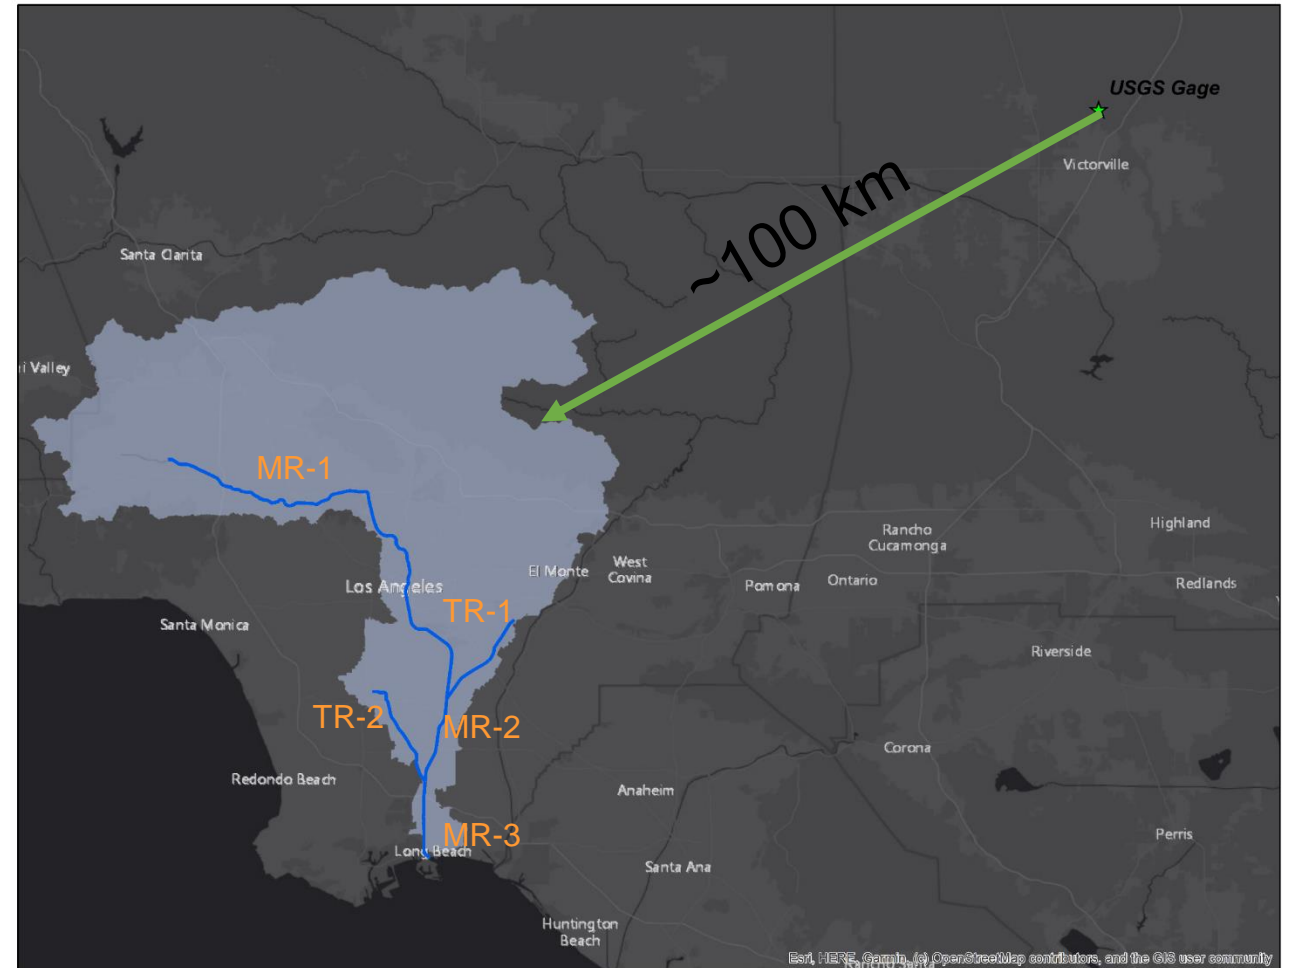 USGS Gage
Victorville
~100 km
Santa Clarita
i Valley
MR-1
Highland
Rancho
Cucamonga
West
Covina
El Monte
Ontario
Redlands
Pomona
Los Angeles
TR-1
Santa Monica
Riverside
TR-2
MR-2
Corona
Redondo Beach
Anaheim
MR-3
Perris
Long Beach
Santa Ana
Huntington
Beach
Esri, HERE, Garmin, (c) OpenStreetMap contributors, and the GIS user community